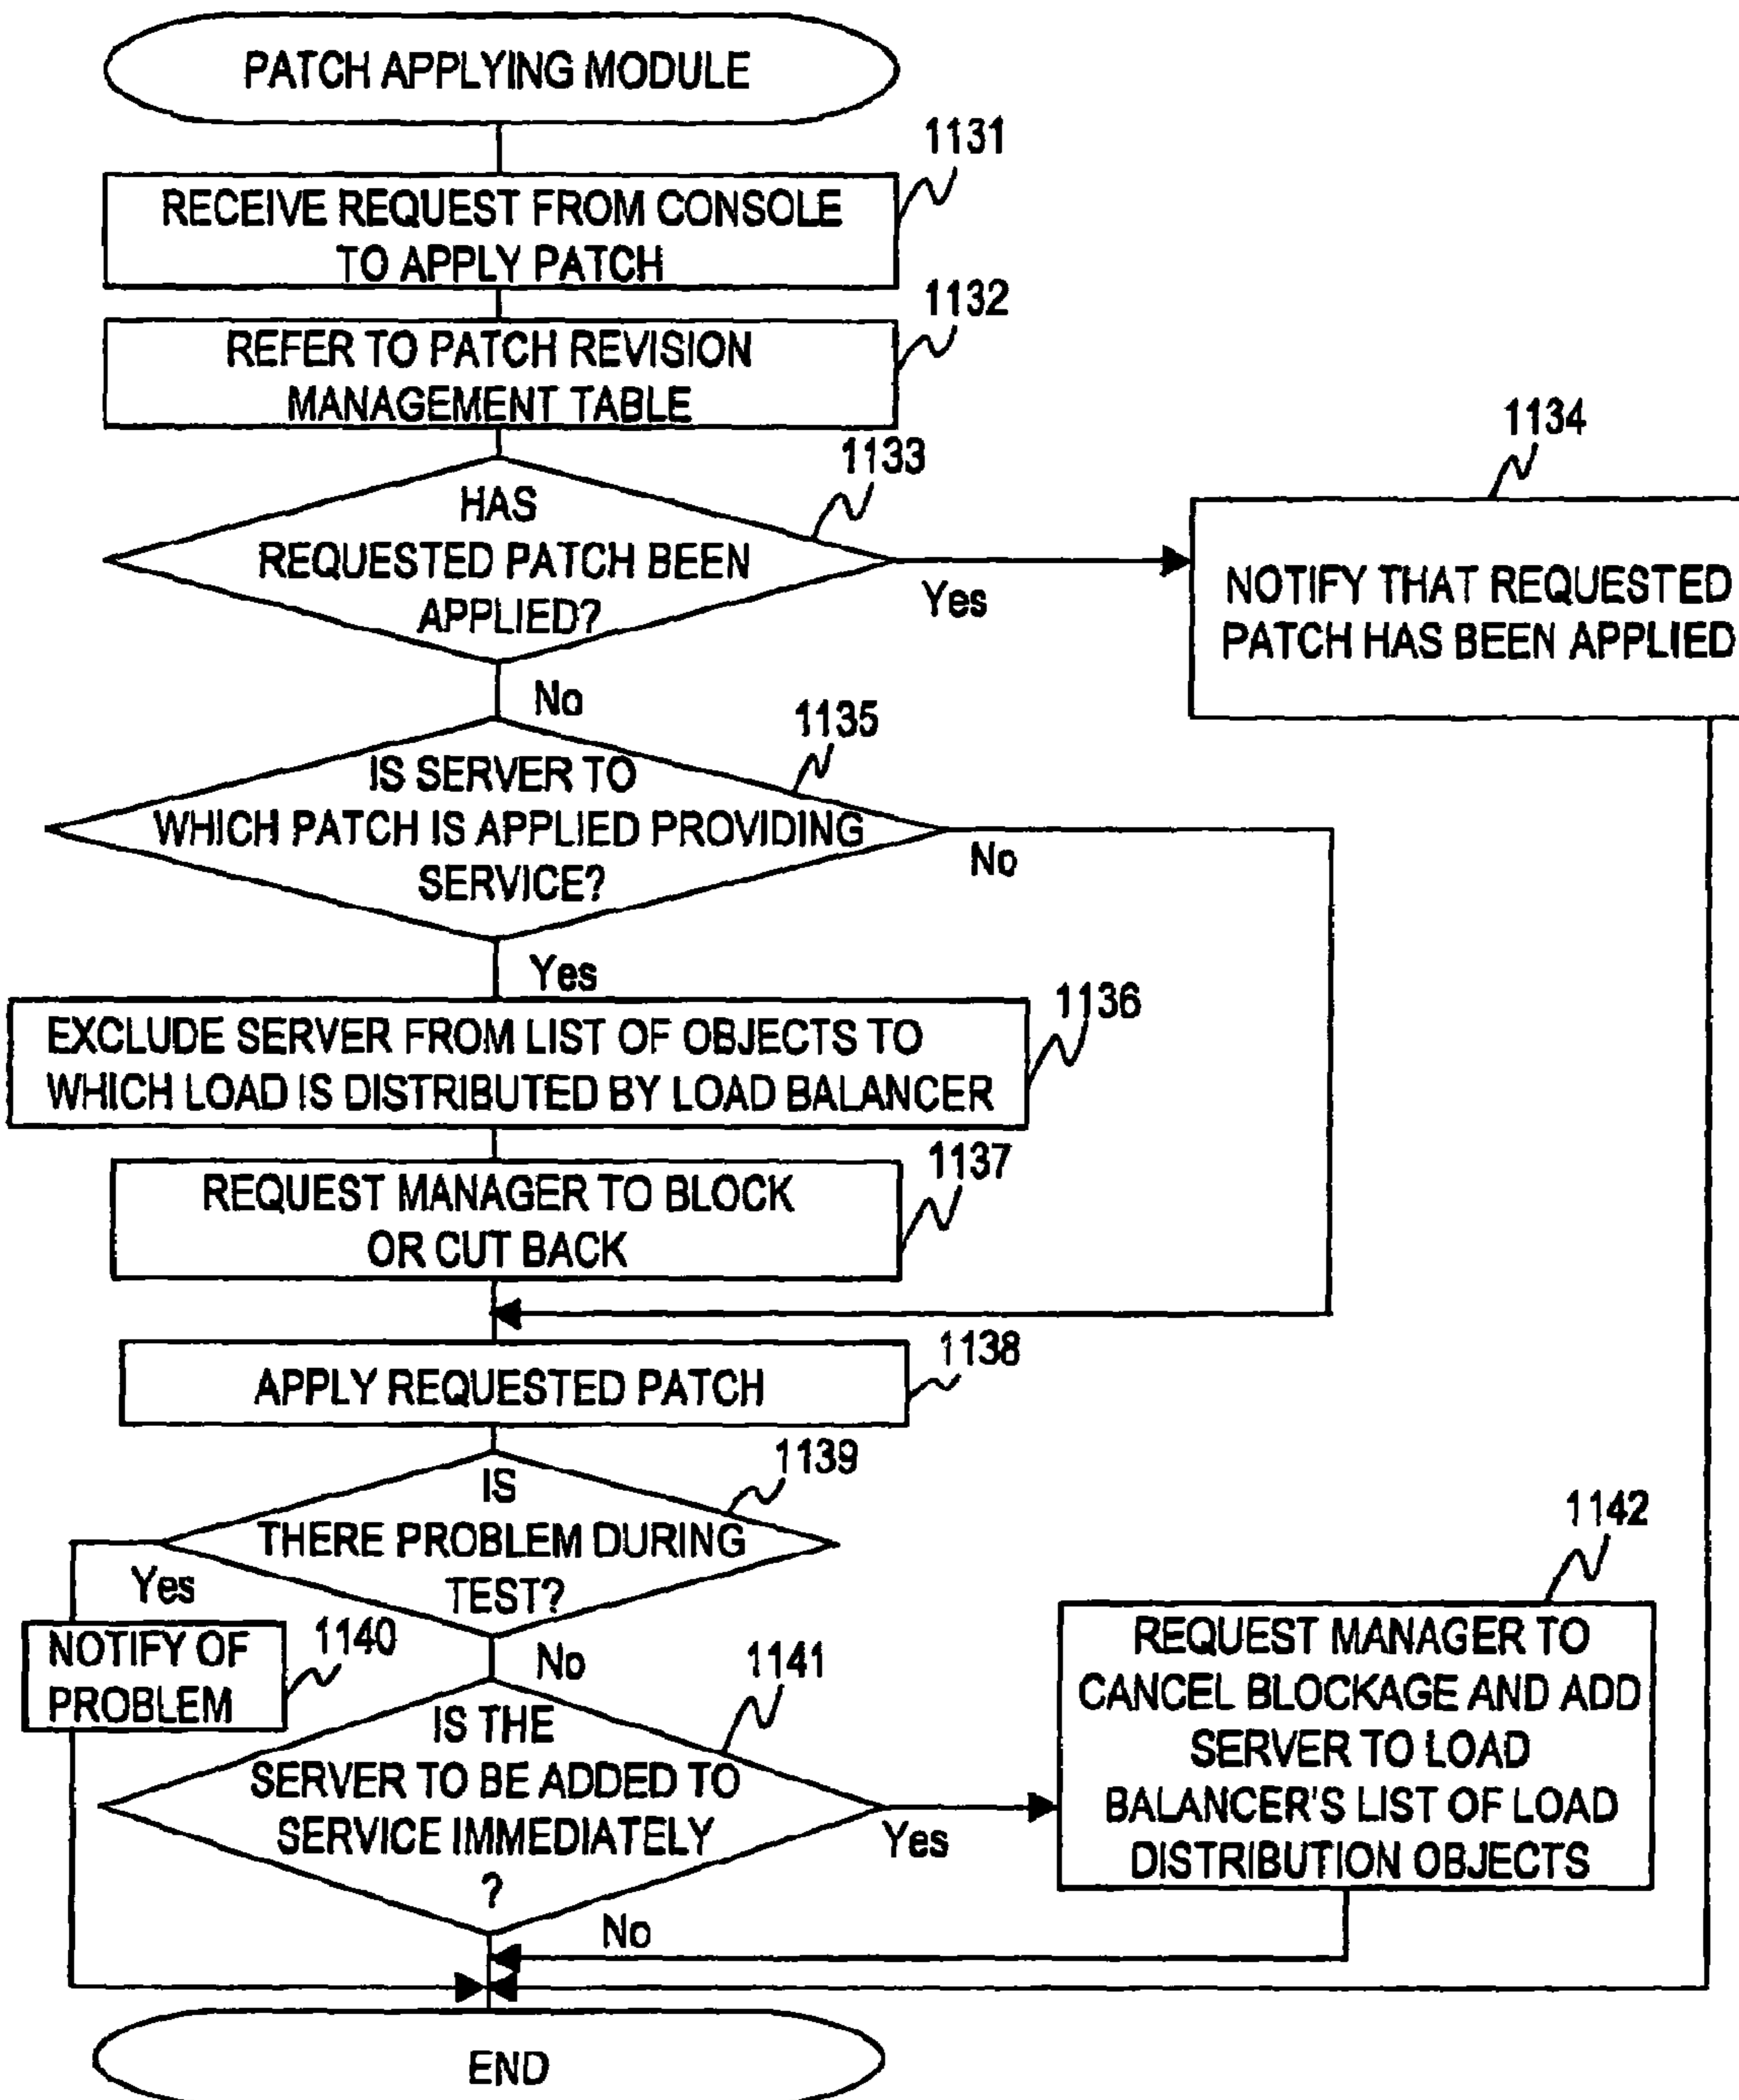 PATCH APPLYING MODULE
1131
RECEIVE REQUEST FROM CONSOLE
TO APPLY PATCH
1132
REFER TO PATCH REVISION
MANAGEMENT TABLE
1133
HAS
REQUESTED PATCH BEEN
APPLIED?
Yes
1134
NOTIFY THAT REQUESTED
PATCH HAS BEEN APPLIED
No
1135
IS SERVER TO
WHICH PATCH IS APPLIED PROVIDING
SERVICE?
No
Yes
1136
EXCLUDE SERVER FROM LIST OF OBJECTS TO
WHICH LOAD IS DISTRIBUTED BY LOAD BALANCER
1137
REQUEST MANAGER TO BLOCK
OR CUT BACK
1138
APPLY REQUESTED PATCH
1139
IS
THERE PROBLEM DURING
TEST?
Yes
1140
NOTIFY OF
PROBLEM
No
1141
IS THE
SERVER TO BE ADDED TO
SERVICE IMMEDIATELY
?
Yes
1142
REQUEST MANAGER TO
CANCEL BLOCKAGE AND ADD
SERVER TO LOAD
BALANCER'S LIST OF LOAD
DISTRIBUTION OBJECTS
No
END